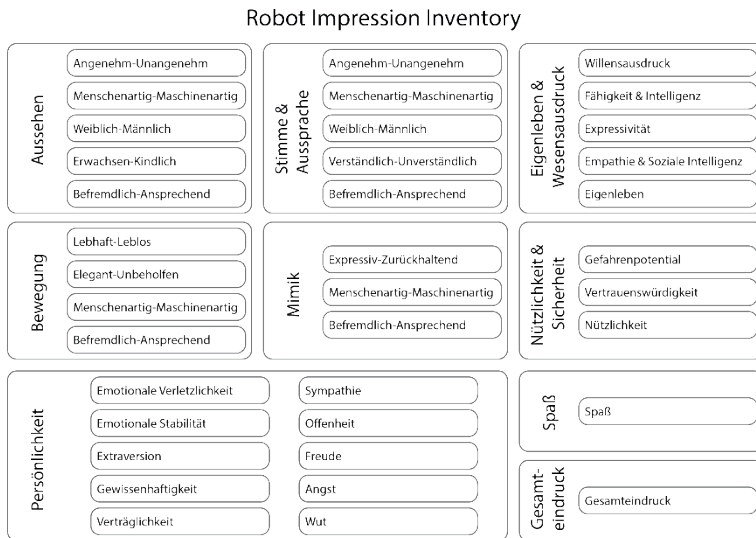 Robot Impression Inventory
Aussehen
Angenehm-Unangenehm
Menschenartig-Maschinenartig
Weiblich-Männlich
Erwachsen-Kindlich
Befremdlich-Ansprechend
Stimme &
Aussprache
Angenehm-Unangenehm
Menschenartig-Maschinenartig
Weiblich-Männlich
Verständlich-Unverständlich
Befremdlich-Ansprechend
Eigenleben &
Wesensausdruck
Willensausdruck
Fähigkeit & Intelligenz
Expressivität
Empathie & Soziale Intelligenz
Eigenleben
Bewegung
Lebhaft-Leblos
Elegant-Unbeholfen
Menschenartig-Maschinenartig
Befremdlich-Ansprechend
Mimik
Expressiv-Zurückhaltend
Menschenartig-Maschinenartig
Befremdlich-Ansprechend
Nützlichkeit &
Sicherheit
Gefahrenpotential
Vertrauenswürdigkeit
Nützlichkeit
Persönlichkeit
Emotionale Verletzlichkeit
Emotionale Stabilität
Extraversion
Gewissenhaftigkeit
Verträglichkeit
Sympathie
Offenheit
Freude
Angst
Wut
Spaß
Spaß
Gesamt-
eindruck
Gesamteindruck